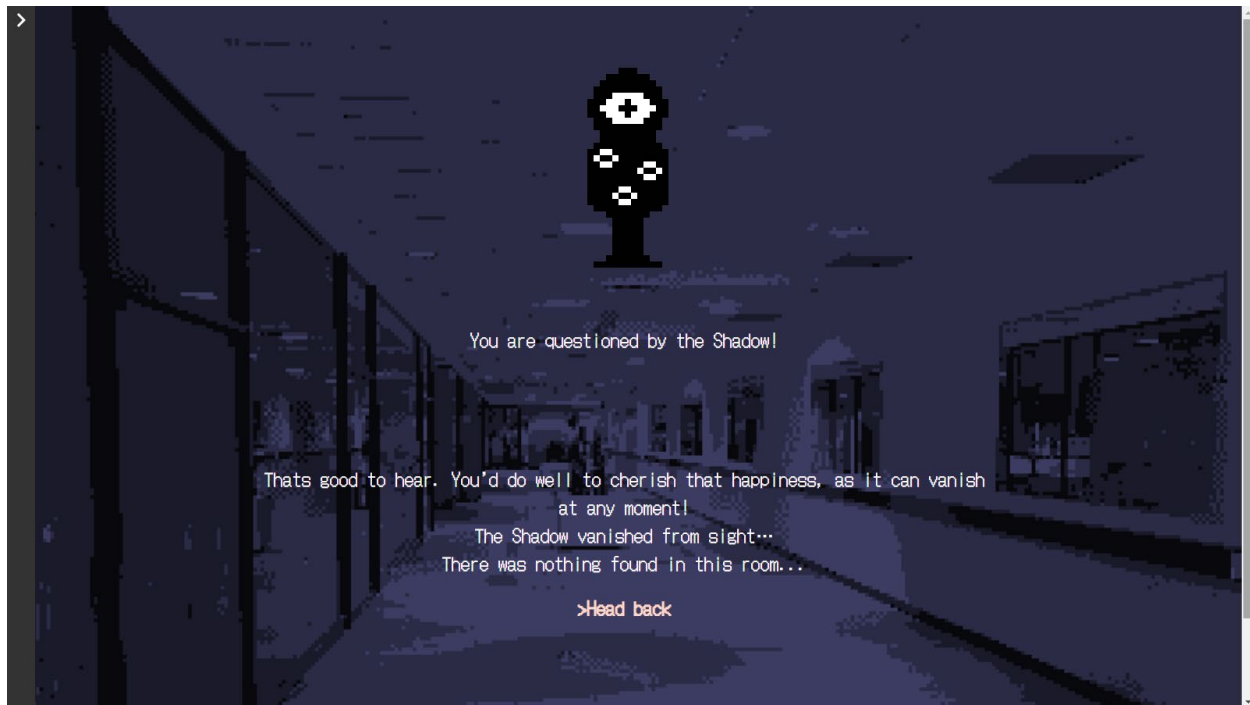 You are questioned by the Shadow!
Thats good to hear. You'd do well to cherish that happiness, as it can vanish
at any moment!
The Shadow vanished from sight…
There was nothing found in this room...
>Head back